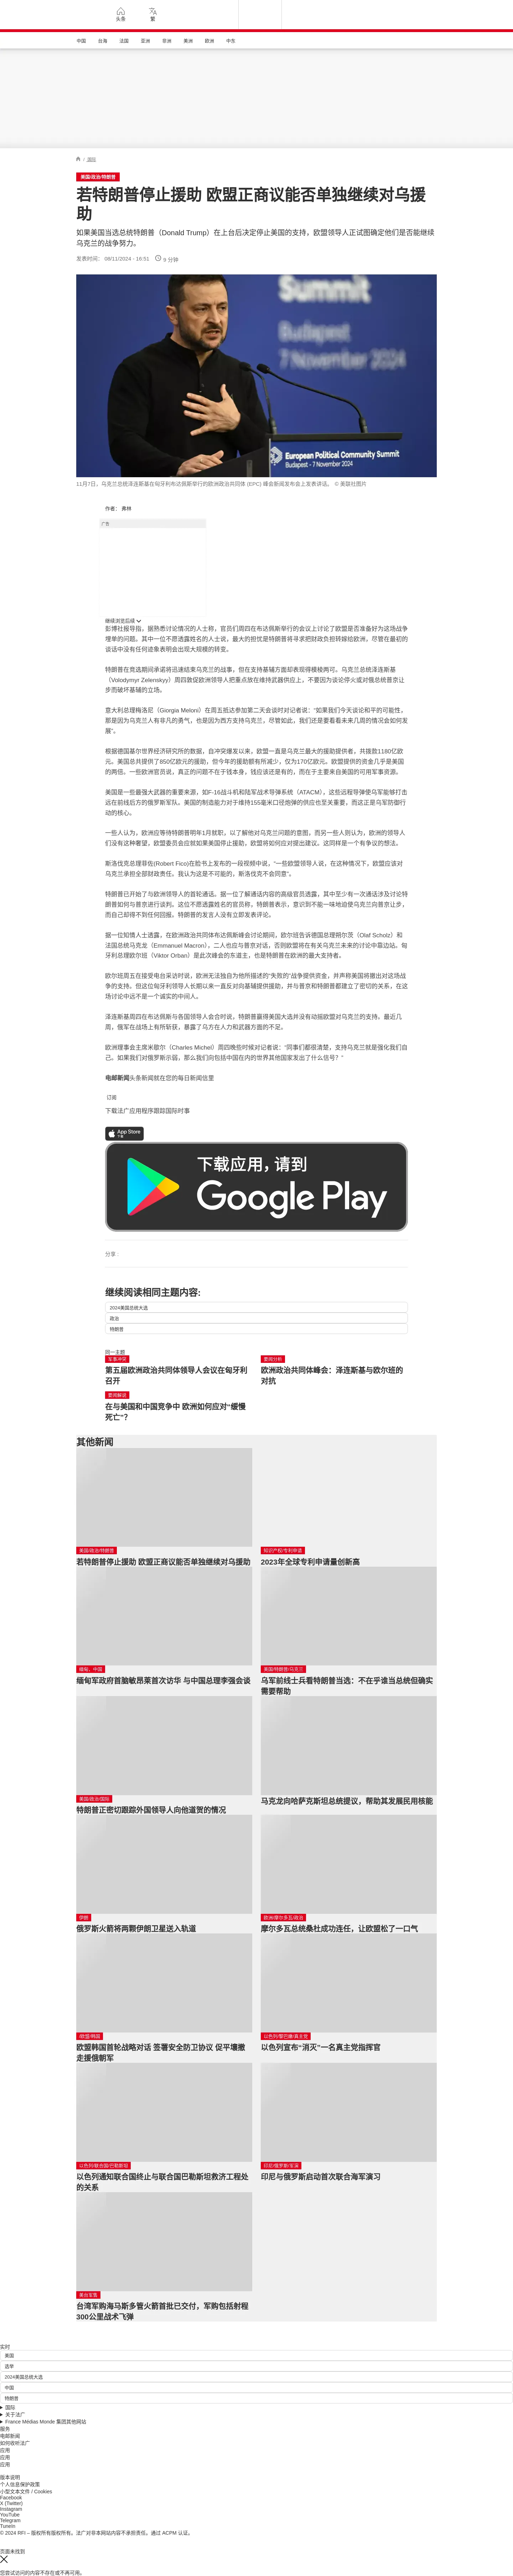 头条
繁
中国
台海
法国
亚洲
非洲
美洲
欧洲
中东
/ 国际
美国/政治/特朗普
若特朗普停止援助 欧盟正商议能否单独继续对乌援
助
如果美国当选总统特朗普（Donald Trump）在上台后决定停止美国的支持，欧盟领导人正试图确定他们是否能继续
乌克兰的战争努力。
发表时间： 08/11/2024 - 16:51
9 分钟
Summit
Budapest
7 November 2024
European Political Community Summit
Budapest - 7 November 2024
11月7日，乌克兰总统泽连斯基在匈牙利布达佩斯举行的欧洲政治共同体 (EPC) 峰会新闻发布会上发表讲话。 © 美联社图片
作者： 弗林
广告
继续浏览后续
彭博社报导指，据熟悉讨论情况的人士称，官员们周四在布达佩斯举行的会议上讨论了欧盟是否准备好为这场战争
埋单的问题。其中一位不愿透露姓名的人士说，最大的担忧是特朗普将寻求把财政负担转嫁给欧洲，尽管在最初的
谈话中没有任何迹象表明会出现大规模的转变。
特朗普在竞选期间承诺将迅速结束乌克兰的战事，但在支持基辅方面却表现得模棱两可。乌克兰总统泽连斯基
（Volodymyr Zelenskyy）周四敦促欧洲领导人把重点放在维持武器供应上，不要因为谈论停火或对俄总统普京让
步而破坏基辅的立场。
意大利总理梅洛尼（Giorgia Meloni）在周五抵达参加第二天会谈时对记者说："如果我们今天谈论和平的可能性，
那是因为乌克兰人有非凡的勇气，也是因为西方支持乌克兰，尽管如此，我们还是要看看未来几周的情况会如何发
展"。
根据德国基尔世界经济研究所的数据，自冲突爆发以来，欧盟一直是乌克兰最大的援助提供者，共拨款1180亿欧
元。美国总共提供了850亿欧元的援助，但今年的援助额有所减少，仅为170亿欧元。欧盟提供的资金几乎是美国
的两倍。一些欧洲官员说，真正的问题不在于钱本身，钱应该还是有的，而在于主要来自美国的可用军事资源。
美国是一些最强大武器的重要来源，如F-16战斗机和陆军战术导弹系统（ATACM），这些远程导弹使乌军能够打击
远在前线后方的俄罗斯军队。美国的制造能力对于维持155毫米口径炮弹的供应也至关重要，而这正是乌军防御行
动的核心。
一些人认为，欧洲应等待特朗普明年1月就职，以了解他对乌克兰问题的意图，而另一些人则认为，欧洲的领导人
们没有这种奢望，欧盟委员会应就如果美国停止援助，欧盟将如何应对提出建议。这同样是一个有争议的想法。
斯洛伐克总理菲佐(Robert Fico)在脸书上发布的一段视频中说，"一些欧盟领导人说，在这种情况下，欧盟应该对
乌克兰承担全部财政责任。我认为这是不可能的，斯洛伐克不会同意"。
特朗普已开始了与欧洲领导人的首轮通话。据一位了解通话内容的高级官员透露，其中至少有一次通话涉及讨论特
朗普如何与普京进行谈判。这位不愿透露姓名的官员称，特朗普表示，意识到不能一味地迫使乌克兰向普京让步，
而自己却得不到任何回报。特朗普的发言人没有立即发表评论。
据一位知情人士透露，在欧洲政治共同体布达佩斯峰会讨论期间，欧尔班告诉德国总理朔尔茨（Olaf Scholz）和
法国总统马克龙（Emmanuel Macron），二人也应与普京对话，否则欧盟将在有关乌克兰未来的讨论中靠边站。匈
牙利总理欧尔班（Viktor Orban）是此次峰会的东道主，也是特朗普在欧洲的最大支持者。
欧尔班周五在接受电台采访时说，欧洲无法独自为他所描述的"失败的"战争提供资金，并声称美国将撤出对这场战
争的支持。但这位匈牙利领导人长期以来一直反对向基辅提供援助，并与普京和特朗普都建立了密切的关系，在这
场讨论中远不是一个诚实的中间人。
泽连斯基周四在布达佩斯与各国领导人会合时说，特朗普赢得美国大选并没有动摇欧盟对乌克兰的支持。最近几
周，俄军在战场上有所斩获，暴露了乌方在人力和武器方面的不足。
欧洲理事会主席米歇尔（Charles Michel）周四晚些时候对记者说："同事们都很清楚，支持乌克兰就是强化我们自
己。如果我们对俄罗斯示弱，那么我们向包括中国在内的世界其他国家发出了什么信号？"
电邮新闻头条新闻就在您的每日新闻信里
订阅
下载法广应用程序跟踪国际时事
App Store
下载
下载应用，请到
Google Play
分享 :
继续阅读相同主题内容:
2024美国总统大选
政治
特朗普
同一主题
军事冲突
第五届欧洲政治共同体领导人会议在匈牙利
召开
要闻分析
欧洲政治共同体峰会：泽连斯基与欧尔班的
对抗
要闻解说
在与美国和中国竞争中 欧洲如何应对"缓慢
死亡"？
其他新闻
美国/政治/特朗普
若特朗普停止援助 欧盟正商议能否单独继续对乌援助
知识产权/专利申请
2023年全球专利申请量创新高
缅甸、中国
缅甸军政府首脑敏昂莱首次访华 与中国总理李强会谈
美国/特朗普/乌克兰
乌军前线士兵看特朗普当选：不在乎谁当总统但确实
需要帮助
美国/政治/国际
特朗普正密切跟踪外国领导人向他道贺的情况
马克龙向哈萨克斯坦总统提议，帮助其发展民用核能
伊朗
俄罗斯火箭将两颗伊朗卫星送入轨道
欧洲/摩尔多瓦/政治
摩尔多瓦总统桑杜成功连任，让欧盟松了一口气
/欧盟/韩国
欧盟韩国首轮战略对话 签署安全防卫协议 促平壤撤
走援俄朝军
以色列/黎巴嫩/真主党
以色列宣布"消灭"一名真主党指挥官
以色列/联合国/巴勒斯坦
以色列通知联合国终止与联合国巴勒斯坦救济工程处
的关系
印尼/俄罗斯/军演
印尼与俄罗斯启动首次联合海军演习
美台军售
台湾军购海马斯多管火箭首批已交付，军购包括射程
300公里战术飞弹
实时
美国
选举
2024美国总统大选
中国
特朗普
国际
关于法广
France Médias Monde 集团其他网站
服务
电邮新闻
如何收听法广
应用
应用
应用
版本说明
个人信息保护政策
小型文本文件 / Cookies
Facebook
X (Twitter)
Instagram
YouTube
Telegram
TuneIn
© 2024 RFI – 版权所有版权所有。法广对非本网站内容不承担责任。通过 ACPM 认证。
页面未找到
您尝试访问的内容不存在或不再可用。